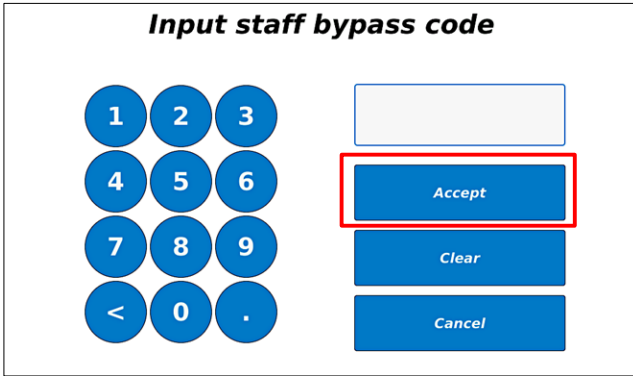 Input staff bypass code
1 2 3
4 5 6
Accept
7 8 9
Clear
< 0 .
Cancel